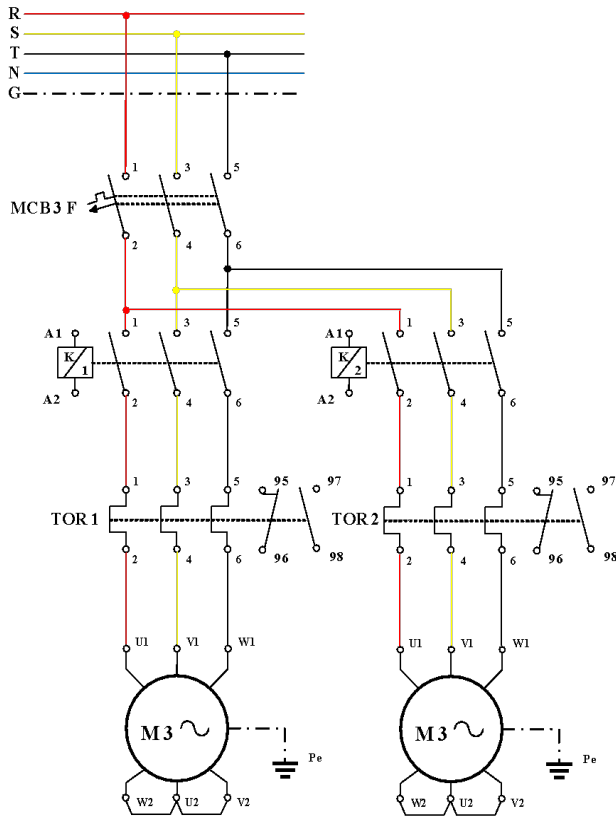 R
S
T
N
G
1 3 5
MCB3 F
2 4 6
A1 1 3 5 A1 1 3 5
K 1 K 2
A2 2 4 6 A2 2 4 6
1 3 5 95 97 1 3 5 95 97
TOR 1 TOR 2
2 4 6 96 98 2 4 6 96 98
U1 V1 W1 U1 V1 W1
M 3 M 3
Pe Pe
W2 U2 V2 W2 U2 V2